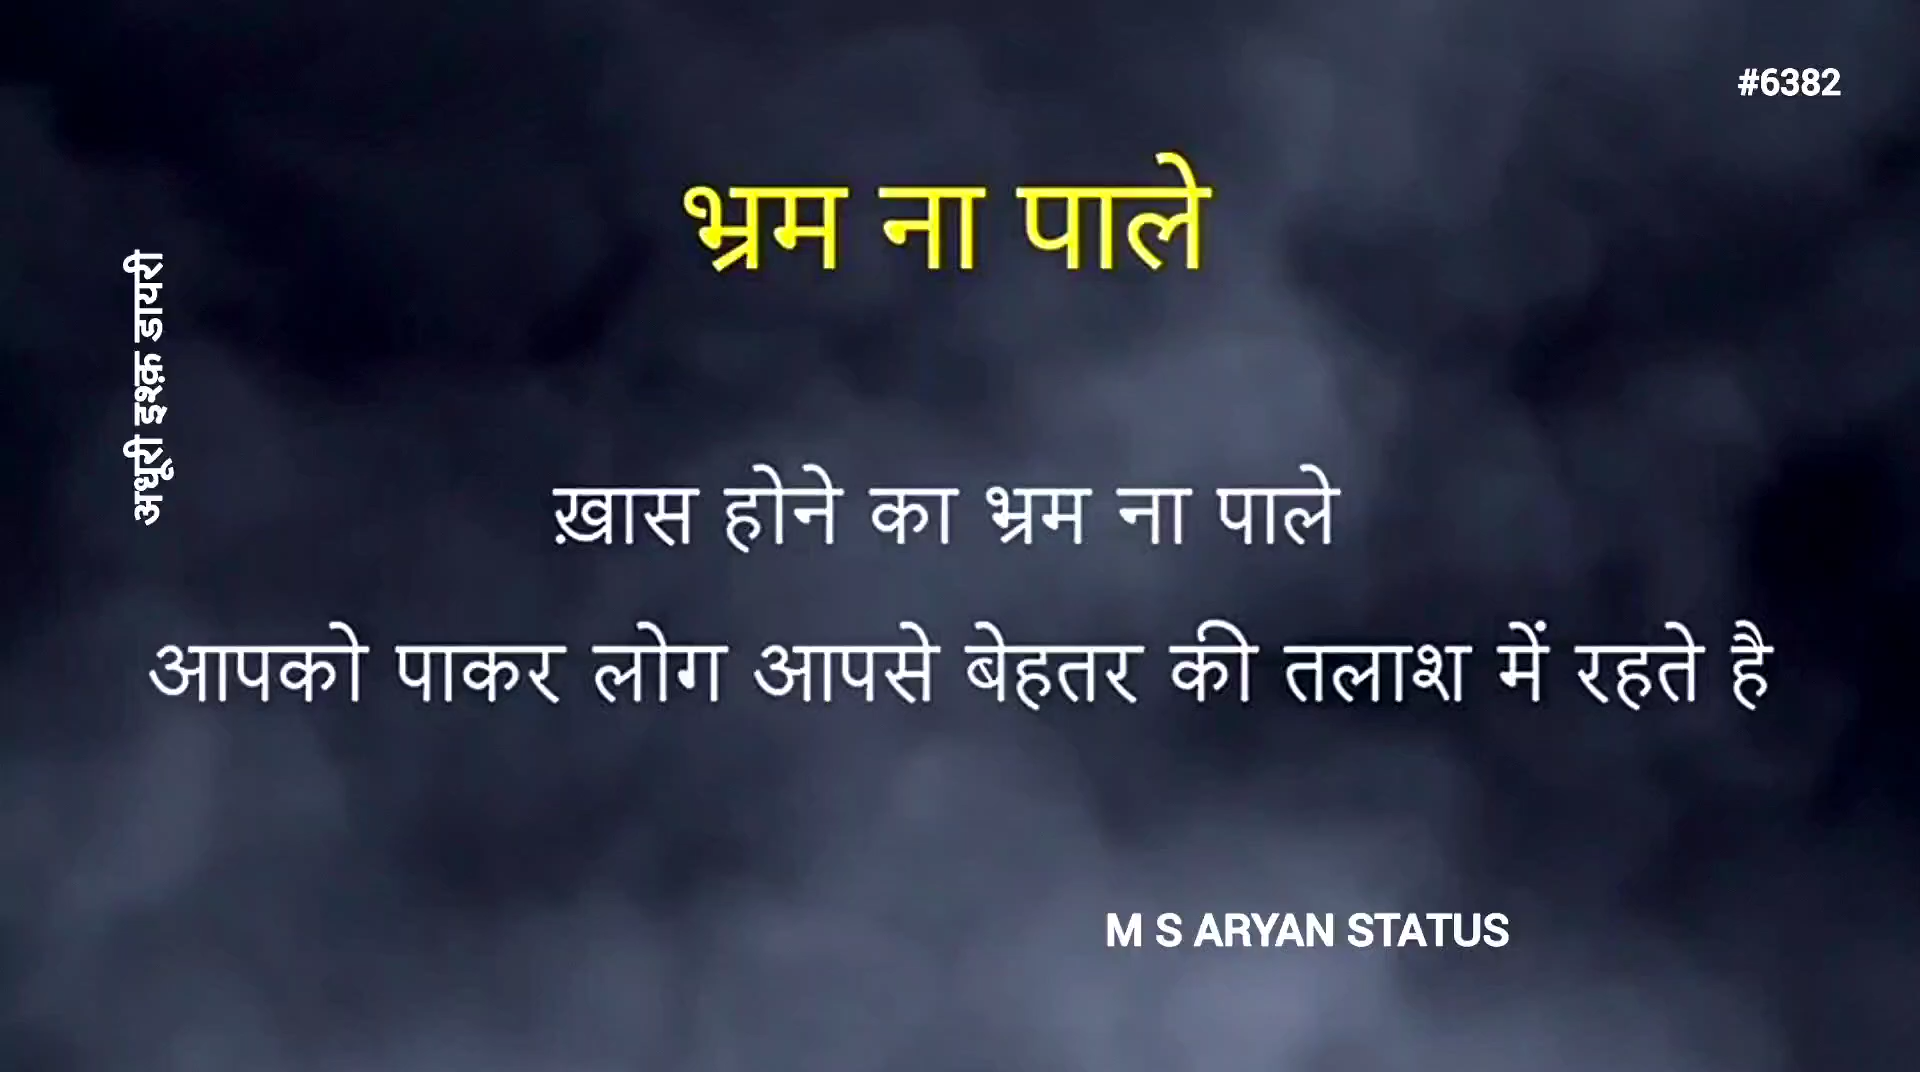 #6382
भ्रम ना पाले
अधूरी इश्क़ डायरी
ख़ास होने का भ्रम ना पाले
आपको पाकर लोग आपसे बेहतर की तलाश में रहते है
M S ARYAN STATUS